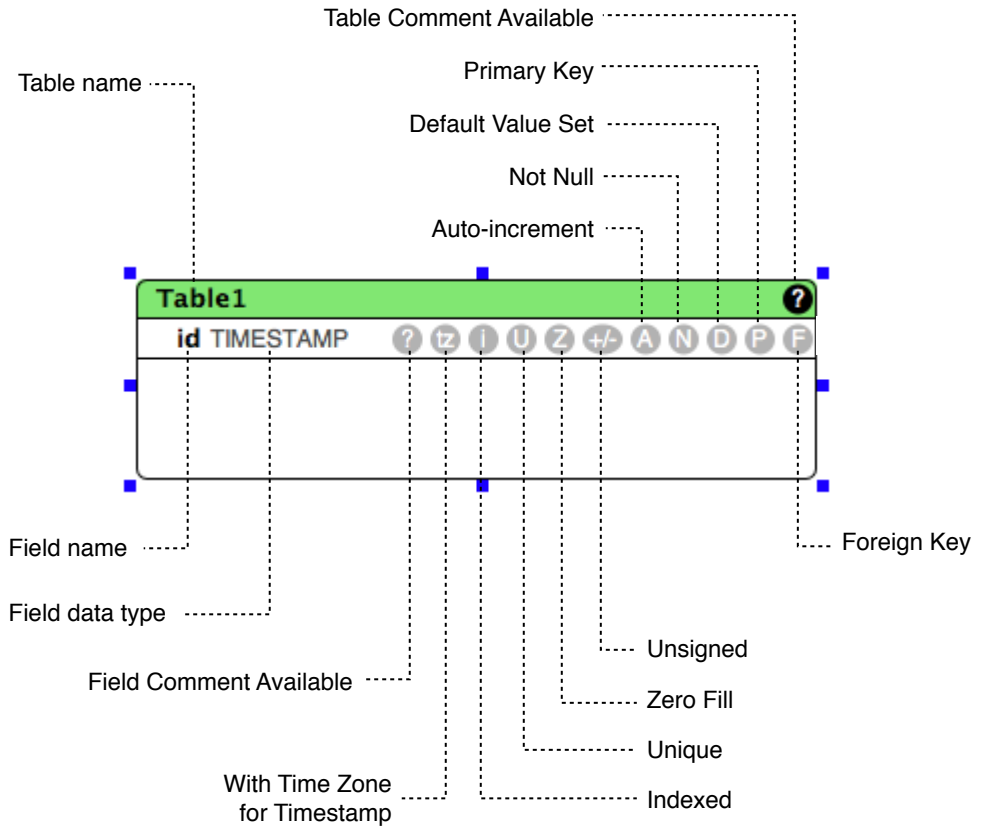 Table Comment Available
Primary Key
Table name
Default Value Set
Not Null
Auto-increment
Table1 ?
id TIMESTAMP ? tz I U Z +/- A N D P F
Field name
Foreign Key
Field data type
Unsigned
Field Comment Available
Zero Fill
Unique
With Time Zone
for Timestamp
Indexed